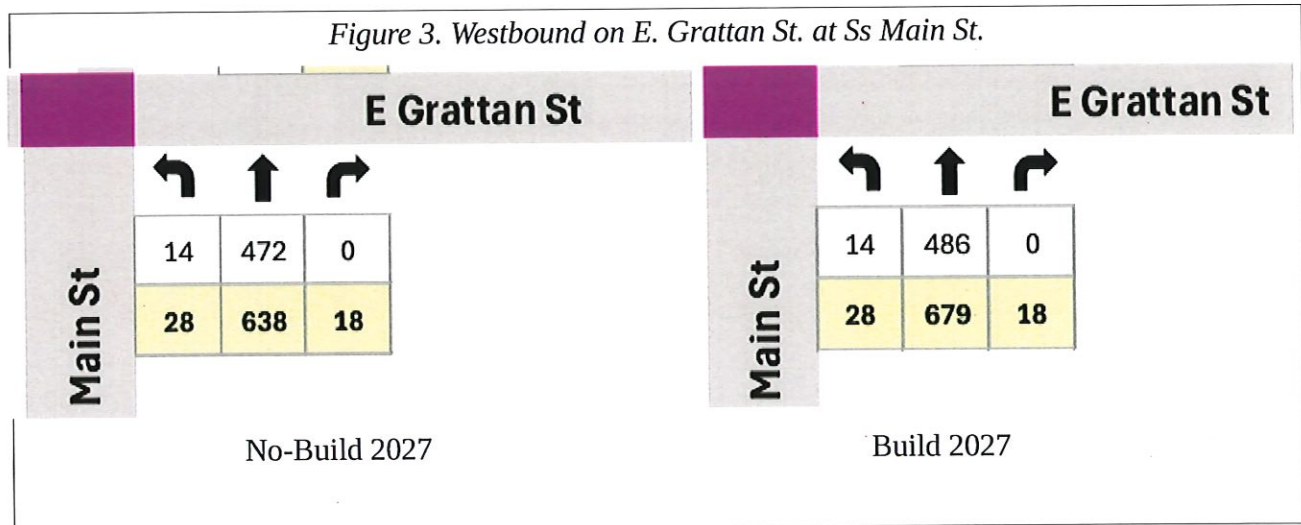 Figure 3. Westbound on E. Grattan St. at Ss Main St.
E Grattan St
14 472 0
28 638 18
Main St
No-Build 2027
E Grattan St
14 486 0
28 679 18
Main St
Build 2027